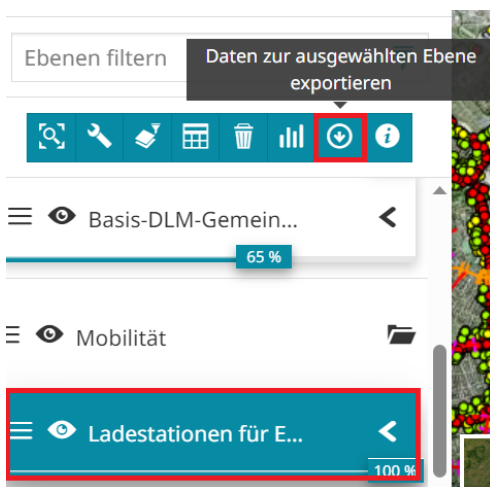 Ebenen filtern
Daten zur ausgewählten Ebene
exportieren
Basis-DLM-Gemein...
65 %
Mobilität
Ladestationen für E...
100 %